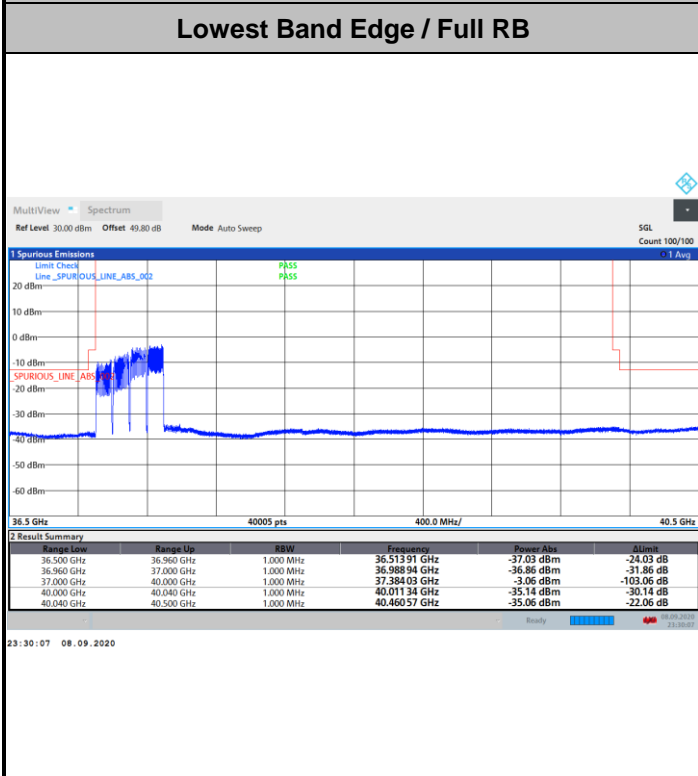 Lowest Band Edge / Full RB
MultiView Spectrum
Ref Level 30.00 dBm Offset 49.80 dB Mode Auto Sweep SGL
Count 100/100
1 Spurious Emissions 1 Avg
Limit Check PASS
Line _SPURIOUS_LINE_ABS_002 PASS
20 dBm
10 dBm
0 dBm
-10 dBm
_SPURIOUS_LINE_ABS
-20 dBm
-30 dBm
-40 dBm
-50 dBm
-60 dBm
36.5 GHz 40005 pts 400.0 MHz/ 40.5 GHz
2 Result Summary
Range Low Range Up RBW Frequency Power Abs ΔLimit
36.500 GHz 36.960 GHz 1.000 MHz 36.513 91 GHz -37.03 dBm -24.03 dB
36.960 GHz 37.000 GHz 1.000 MHz 36.988 94 GHz -36.86 dBm -31.86 dB
37.000 GHz 40.000 GHz 1.000 MHz 37.384 03 GHz -3.06 dBm -103.06 dB
40.000 GHz 40.040 GHz 1.000 MHz 40.011 34 GHz -35.14 dBm -30.14 dB
40.040 GHz 40.500 GHz 1.000 MHz 40.460 57 GHz -35.06 dBm -22.06 dB
Ready 08.09.2020
23:30:07
23:30:07 08.09.2020